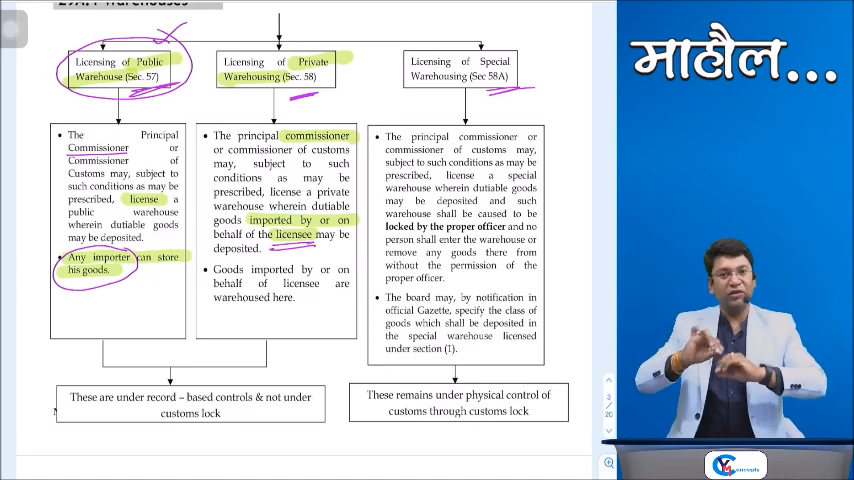 29A.4 Warehouses
माहौल...
Licensing of Public
Warehouse (Sec. 57)
Licensing of Private
Warehousing (Sec. 58)
Licensing of Special
Warehousing (Sec 58A)
• The Principal
Commissioner or
Commissioner of
Customs may, subject to
such conditions as may be
prescribed, license a
public warehouse
wherein dutiable goods
may be deposited.
• Any importer can store
his goods.
• The principal commissioner
or commissioner of customs
may, subject to such
conditions as may be
prescribed, license a private
warehouse wherein dutiable
goods imported by or on
behalf of the licensee may be
deposited.
• Goods imported by or on
behalf of licensee are
warehoused here.
• The principal commissioner or
commissioner of customs may,
subject to such conditions as may be
prescribed, license a special
warehouse wherein dutiable goods
may be deposited and such
warehouse shall be caused to be
locked by the proper officer and no
person shall enter the warehouse or
remove any goods there from
without the permission of the
proper officer.
• The board may, by notification in
official Gazette, specify the class of
goods which shall be deposited in
the special warehouse licensed
under section (1).
These are under record – based controls & not under
customs lock
These remains under physical control of
customs through customs lock
3
/
20
concepts